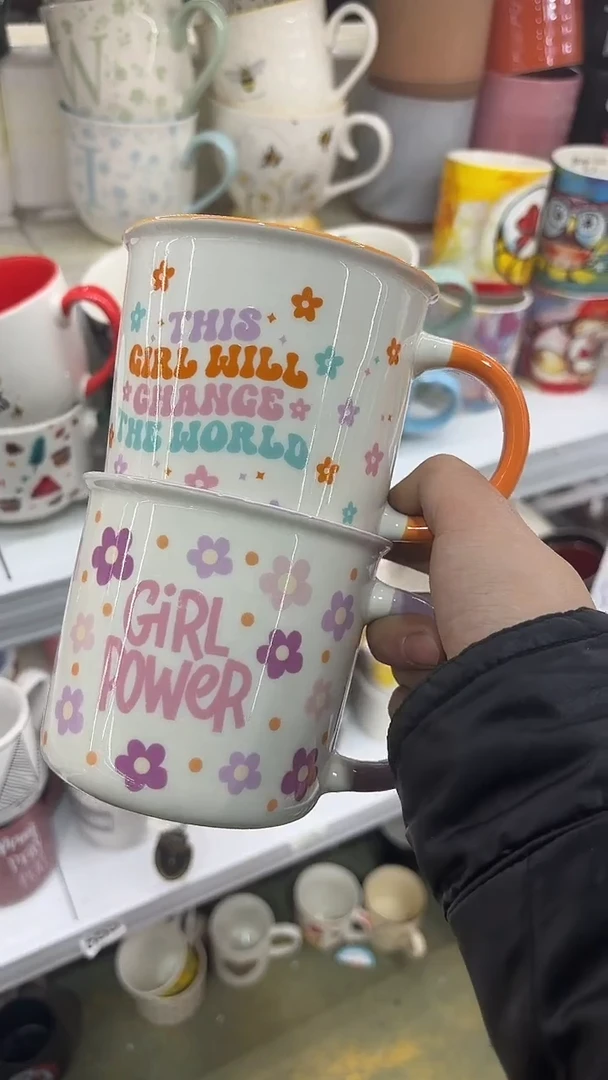 N
I
THIS
GIRL WILL
CHANGE
THE WORLD
GiRL
POWER